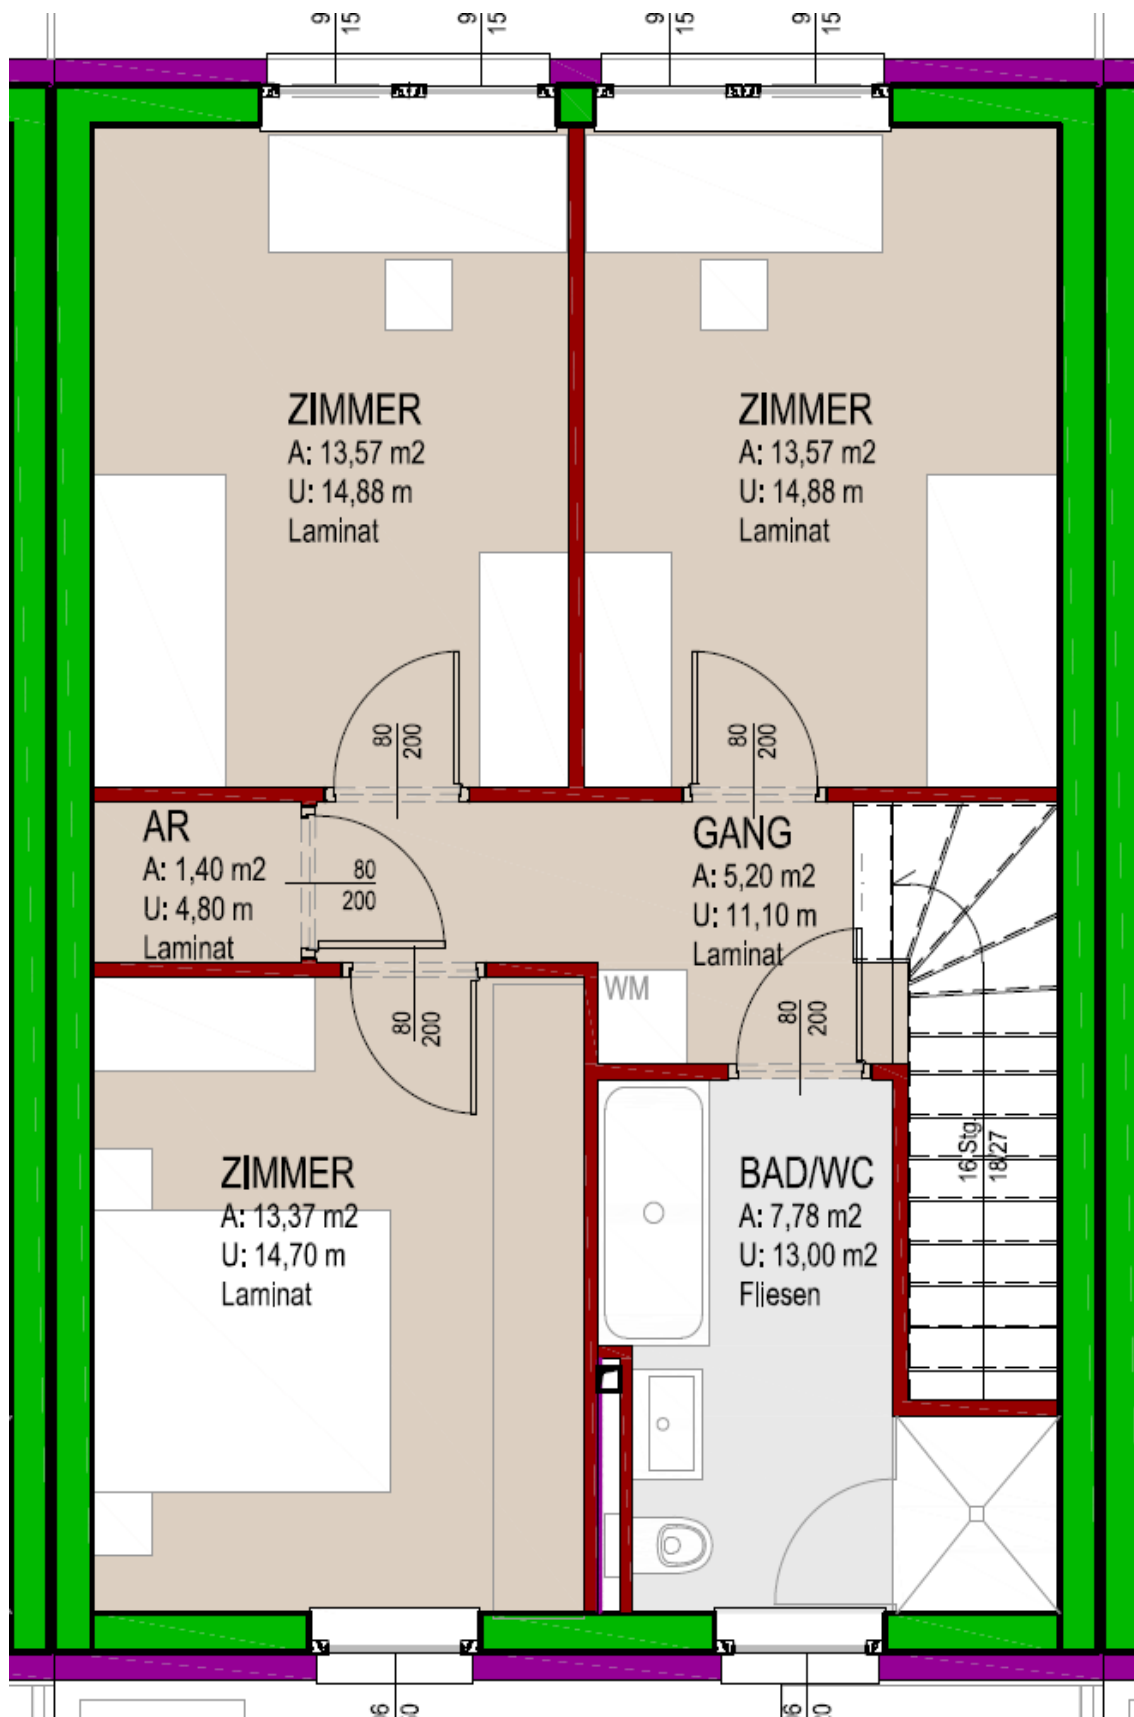 9 15 9 15 9 15 9 15
ZIMMER
A: 13,57 m2
U: 14,88 m
Laminat
ZIMMER
A: 13,57 m2
U: 14,88 m
Laminat
80
200
80
200
AR
A: 1,40 m2
U: 4,80 m
Laminat
80
200
GANG
A: 5,20 m2
U: 11,10 m
Laminat
WM
80
200
80
200
ZIMMER
A: 13,37 m2
U: 14,70 m
Laminat
BAD/WC
A: 7,78 m2
U: 13,00 m2
Fliesen
16 Stg.
18/27